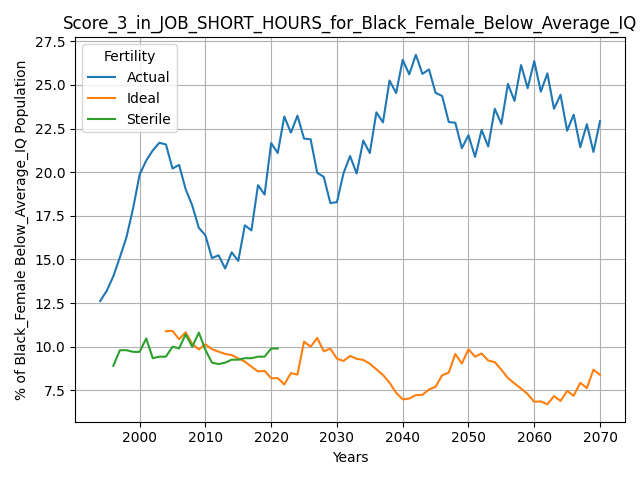 Score_3_in_JOB_SHORT_HOURS_for_Black_Female_Below_Average_IQ
% of Black_Female Below_Average_IQ Population
27.5
25.0
22.5
20.0
17.5
15.0
12.5
10.0
7.5
Fertility
Actual
Ideal
Sterile
2000 2010 2020 2030 2040 2050 2060 2070
Years